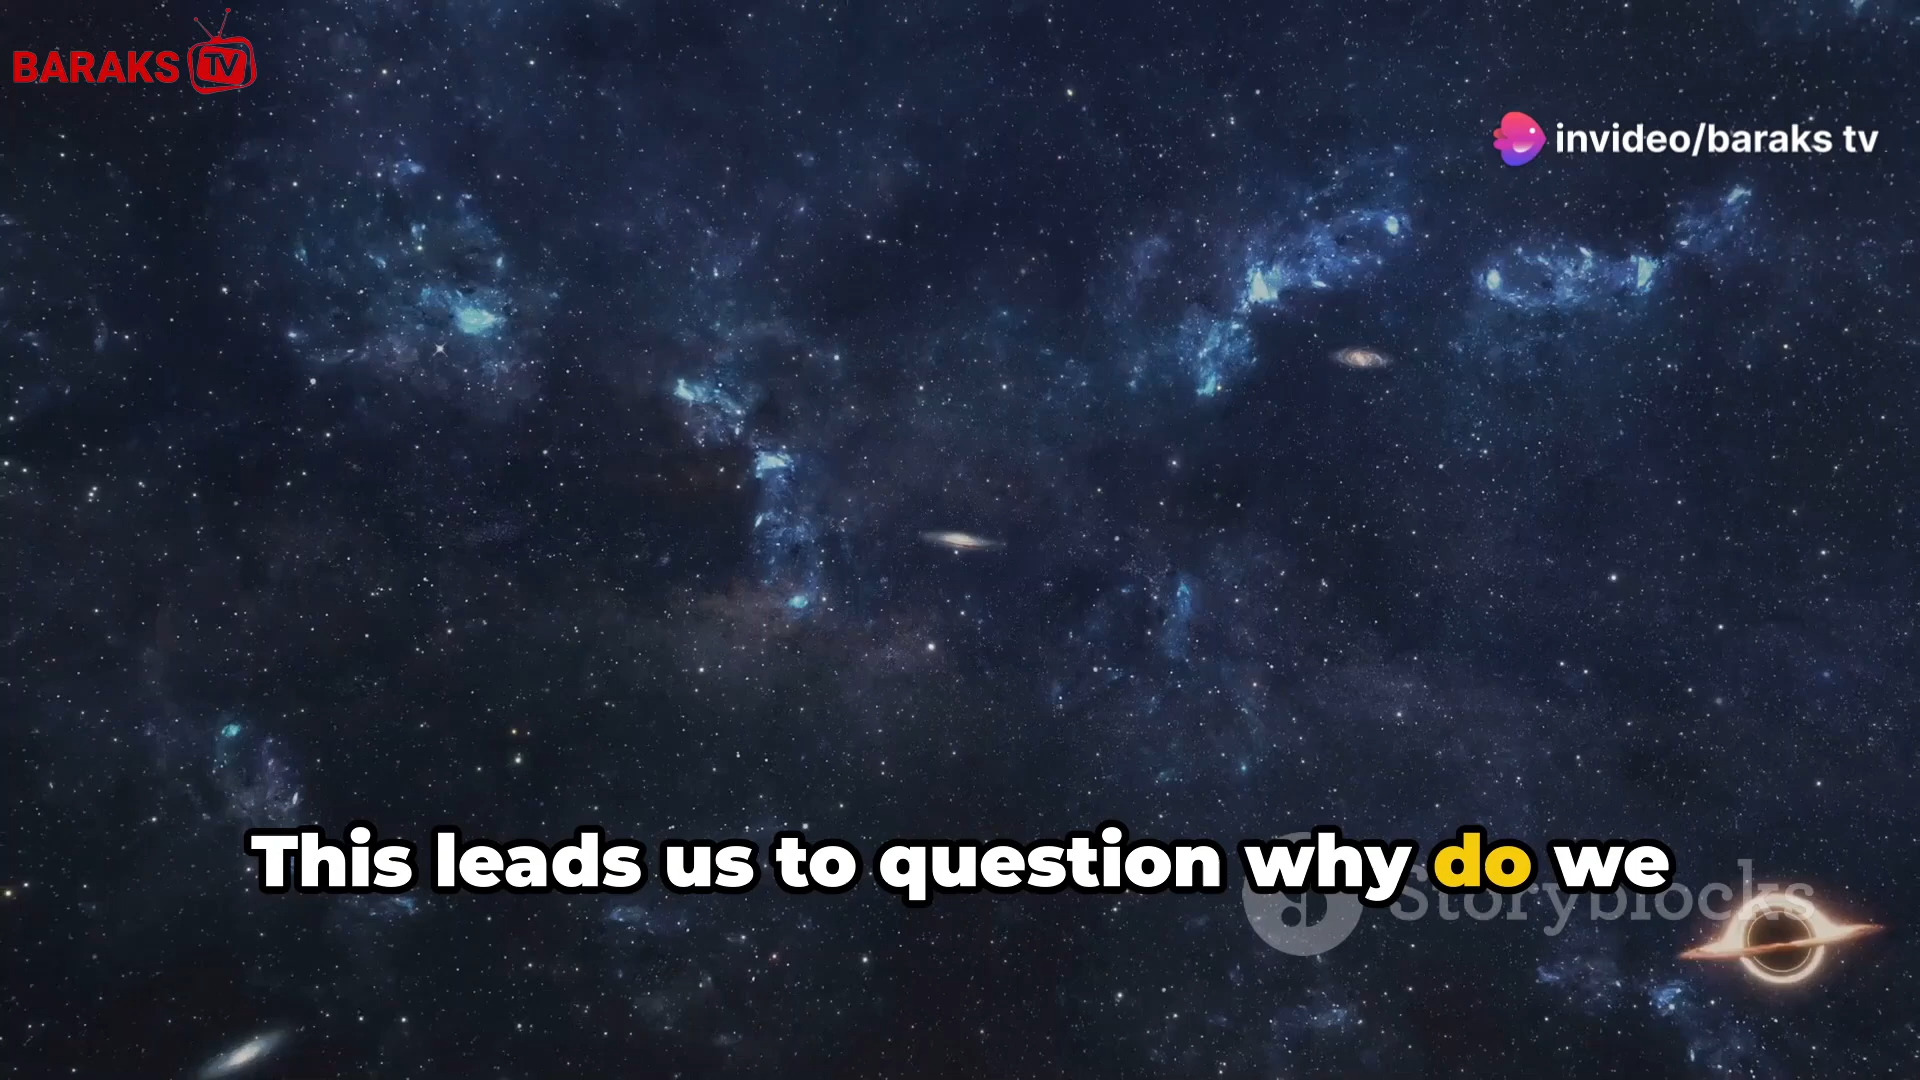 BARAKS TV
invideo/baraks tv
This leads us to question why do we
Storyblocks